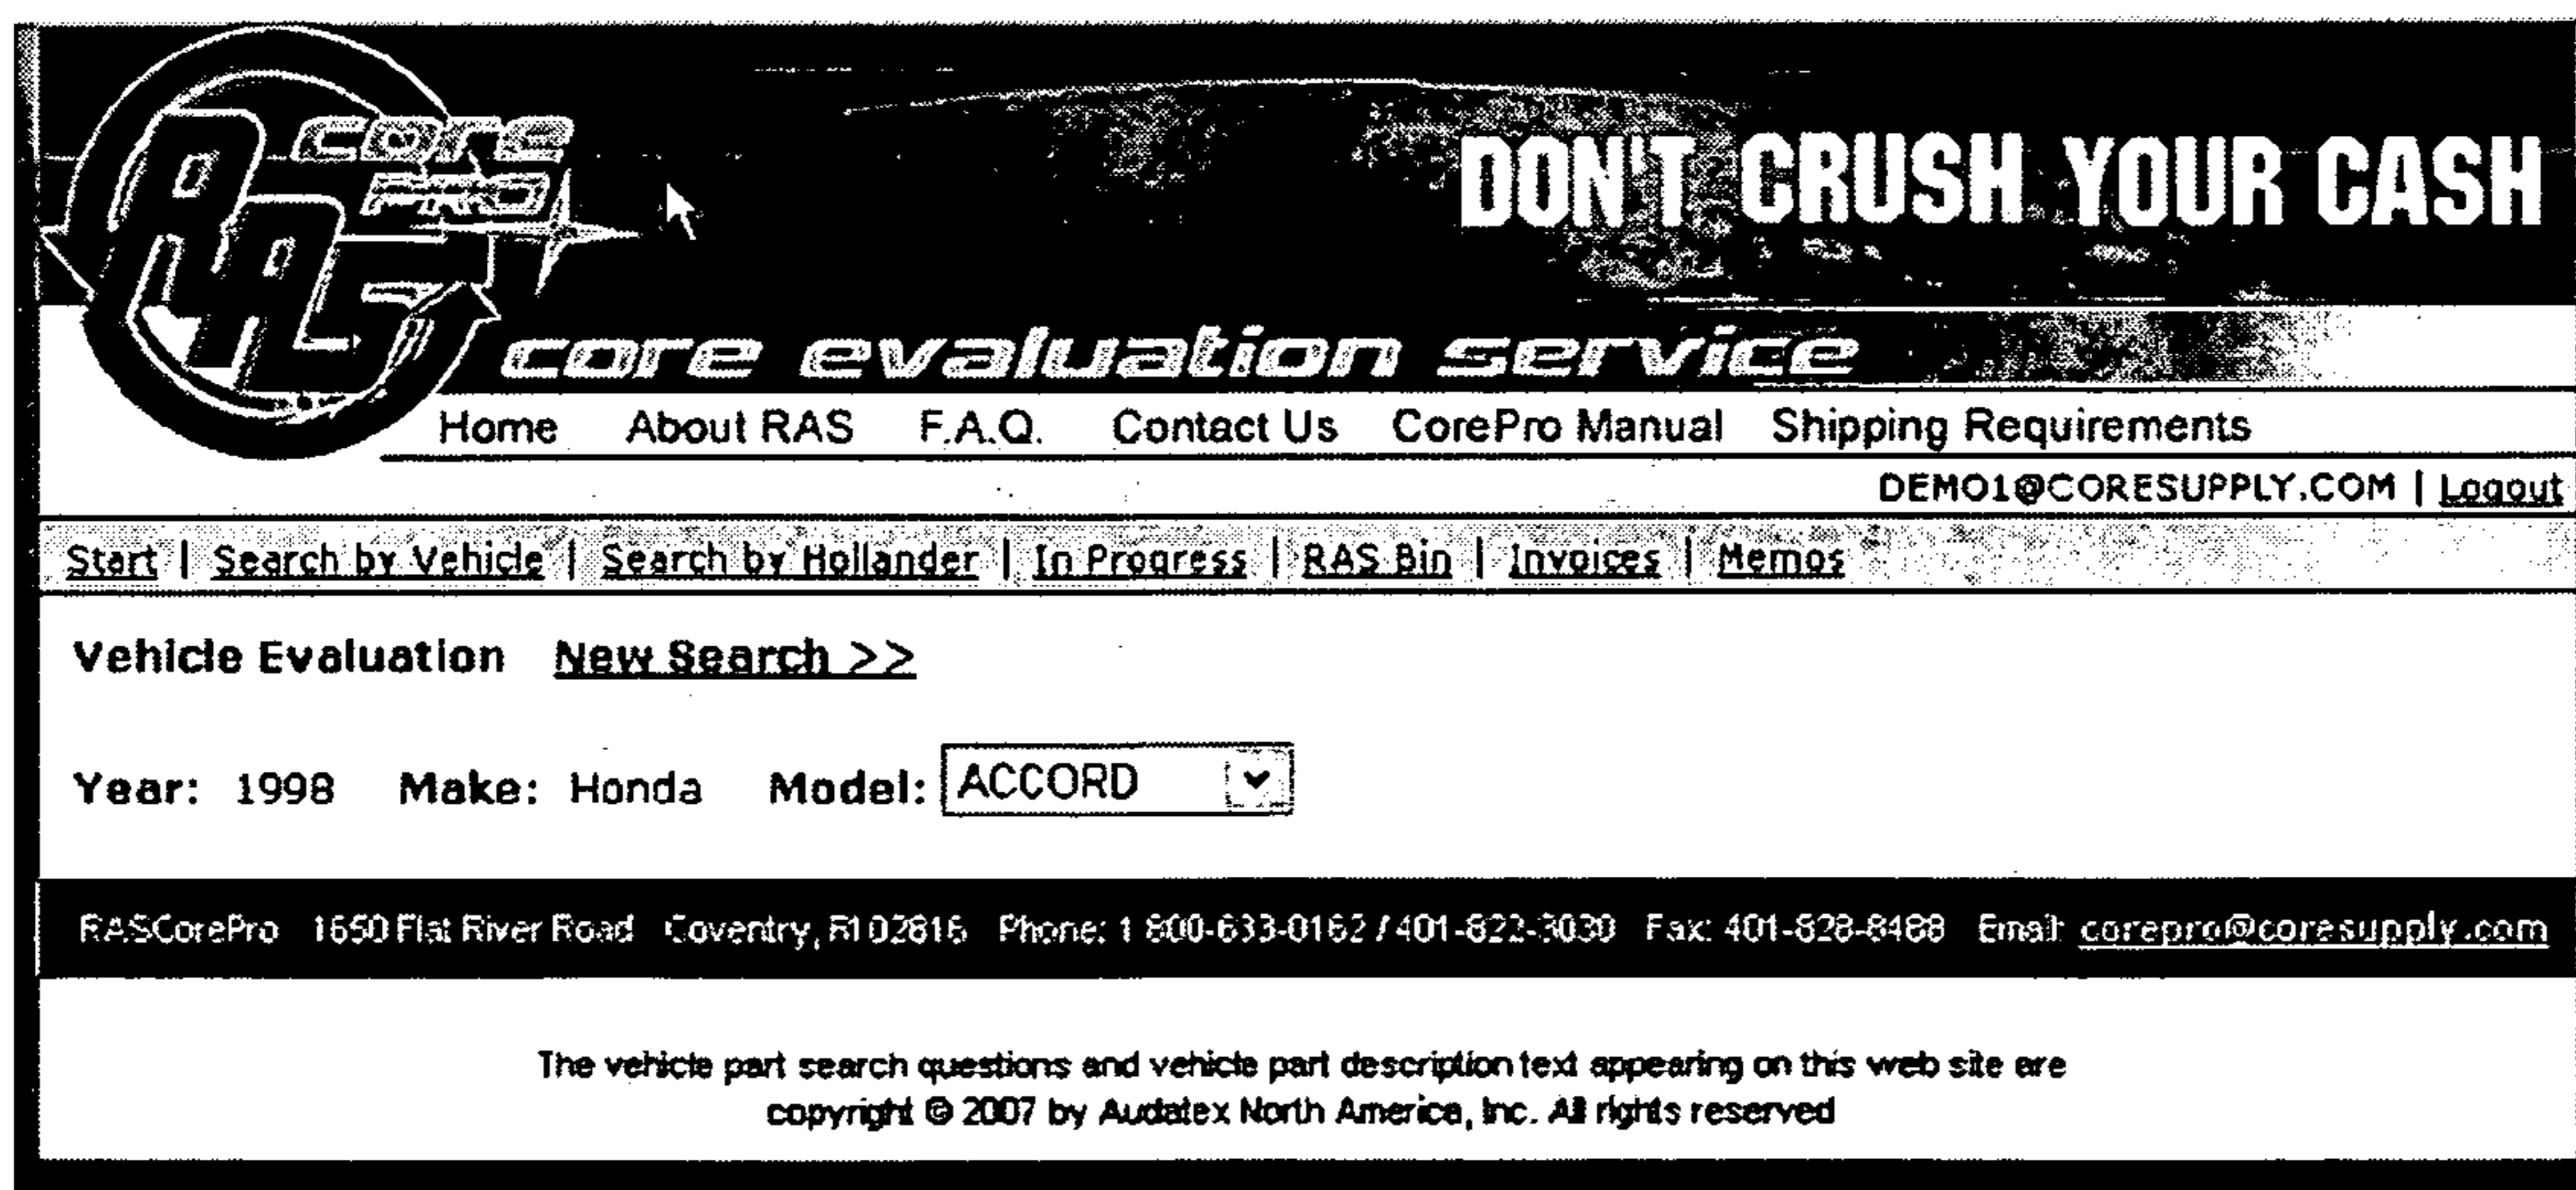 RAS core PRO
DON'T CRUSH YOUR CASH
core evaluation service
Home About RAS F.A.Q. Contact Us CorePro Manual Shipping Requirements
DEMO1@CORESUPPLY.COM | Logout
Start | Search by Vehicle | Search by Hollander | In Progress | RAS Bin | Invoices | Memos
Vehicle Evaluation New Search >>
Year: 1998 Make: Honda Model: ACCORD
RASCorePro 1650 Flat River Road Coventry, RI 02816 Phone: 1 800-633-0162 / 401-822-3030 Fax: 401-828-8488 Email: corepro@coresupply.com
The vehicle part search questions and vehicle part description text appearing on this web site are
copyright © 2007 by Audatex North America, Inc. All rights reserved